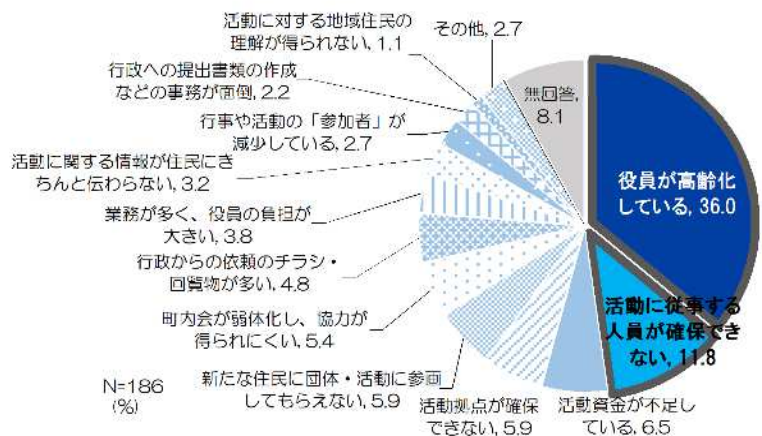 活動に対する地域住民の
理解が得られない, 1.1
その他, 2.7
行政への提出書類の作成
などの事務が面倒, 2.2
無回答,
8.1
行事や活動の「参加者」が
減少している, 2.7
活動に関する情報が住民にき
ちんと伝わらない, 3.2
役員が高齢化
している, 36.0
業務が多く、役員の負担が
大きい, 3.8
行政からの依頼のチラシ・
回覧物が多い, 4.8
活動に従事する
人員が確保でき
ない, 11.8
町内会が弱体化し、協力が
得られにくい, 5.4
新たな住民に団体・活動に参画
してもらえない, 5.9
活動拠点が確保
できない, 5.9
活動資金が不足し
ている, 6.5
N=186
(%)